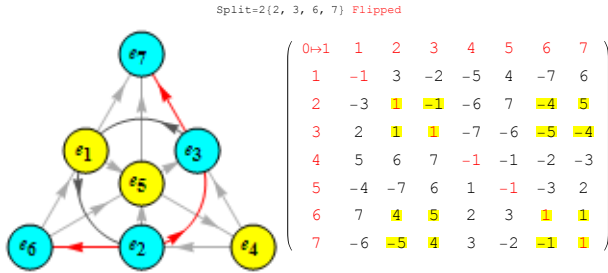 Split=2{2, 3, 6, 7} Flipped
e7
e1 e3
e5
e6 e2 e4
0↦1 1 2 3 4 5 6 7
1 -1 3 -2 -5 4 -7 6
2 -3 1 -1 -6 7 -4 5
3 2 1 1 -7 -6 -5 -4
4 5 6 7 -1 -1 -2 -3
5 -4 -7 6 1 -1 -3 2
6 7 4 5 2 3 1 1
7 -6 -5 4 3 -2 -1 1